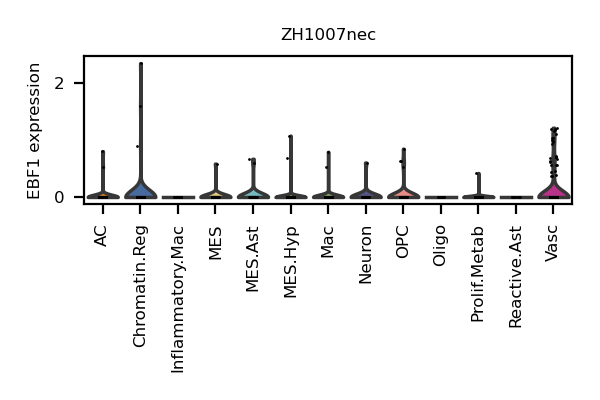 ZH1007nec
EBF1 expression
2
0
AC
Chromatin.Reg
Inflammatory.Mac
MES
MES.Ast
MES.Hyp
Mac
Neuron
OPC
Oligo
Prolif.Metab
Reactive.Ast
Vasc